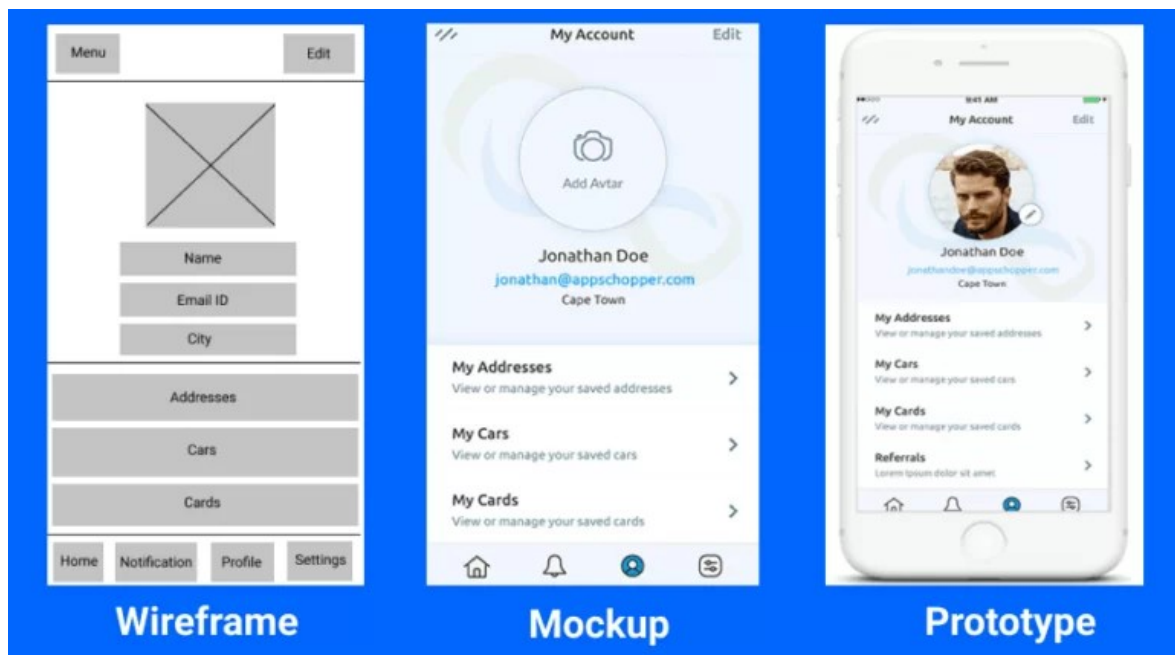 Menu
Edit
Name
Email ID
City
Addresses
Cars
Cards
Home
Notification
Profile
Settings
Wireframe
My Account
Edit
Add Avtar
Jonathan Doe
jonathan@appschopper.com
Cape Town
My Addresses
View or manage your saved addresses
My Cars
View or manage your saved cars
My Cards
View or manage your saved cards
Mockup
9:41 AM
My Account
Edit
Jonathan Doe
jonathandoe@appschopper.com
Cape Town
My Addresses
View or manage your saved addresses
My Cars
View or manage your saved cars
My Cards
View or manage your saved cards
Referrals
Lorem ipsum dolor sit amet
Prototype